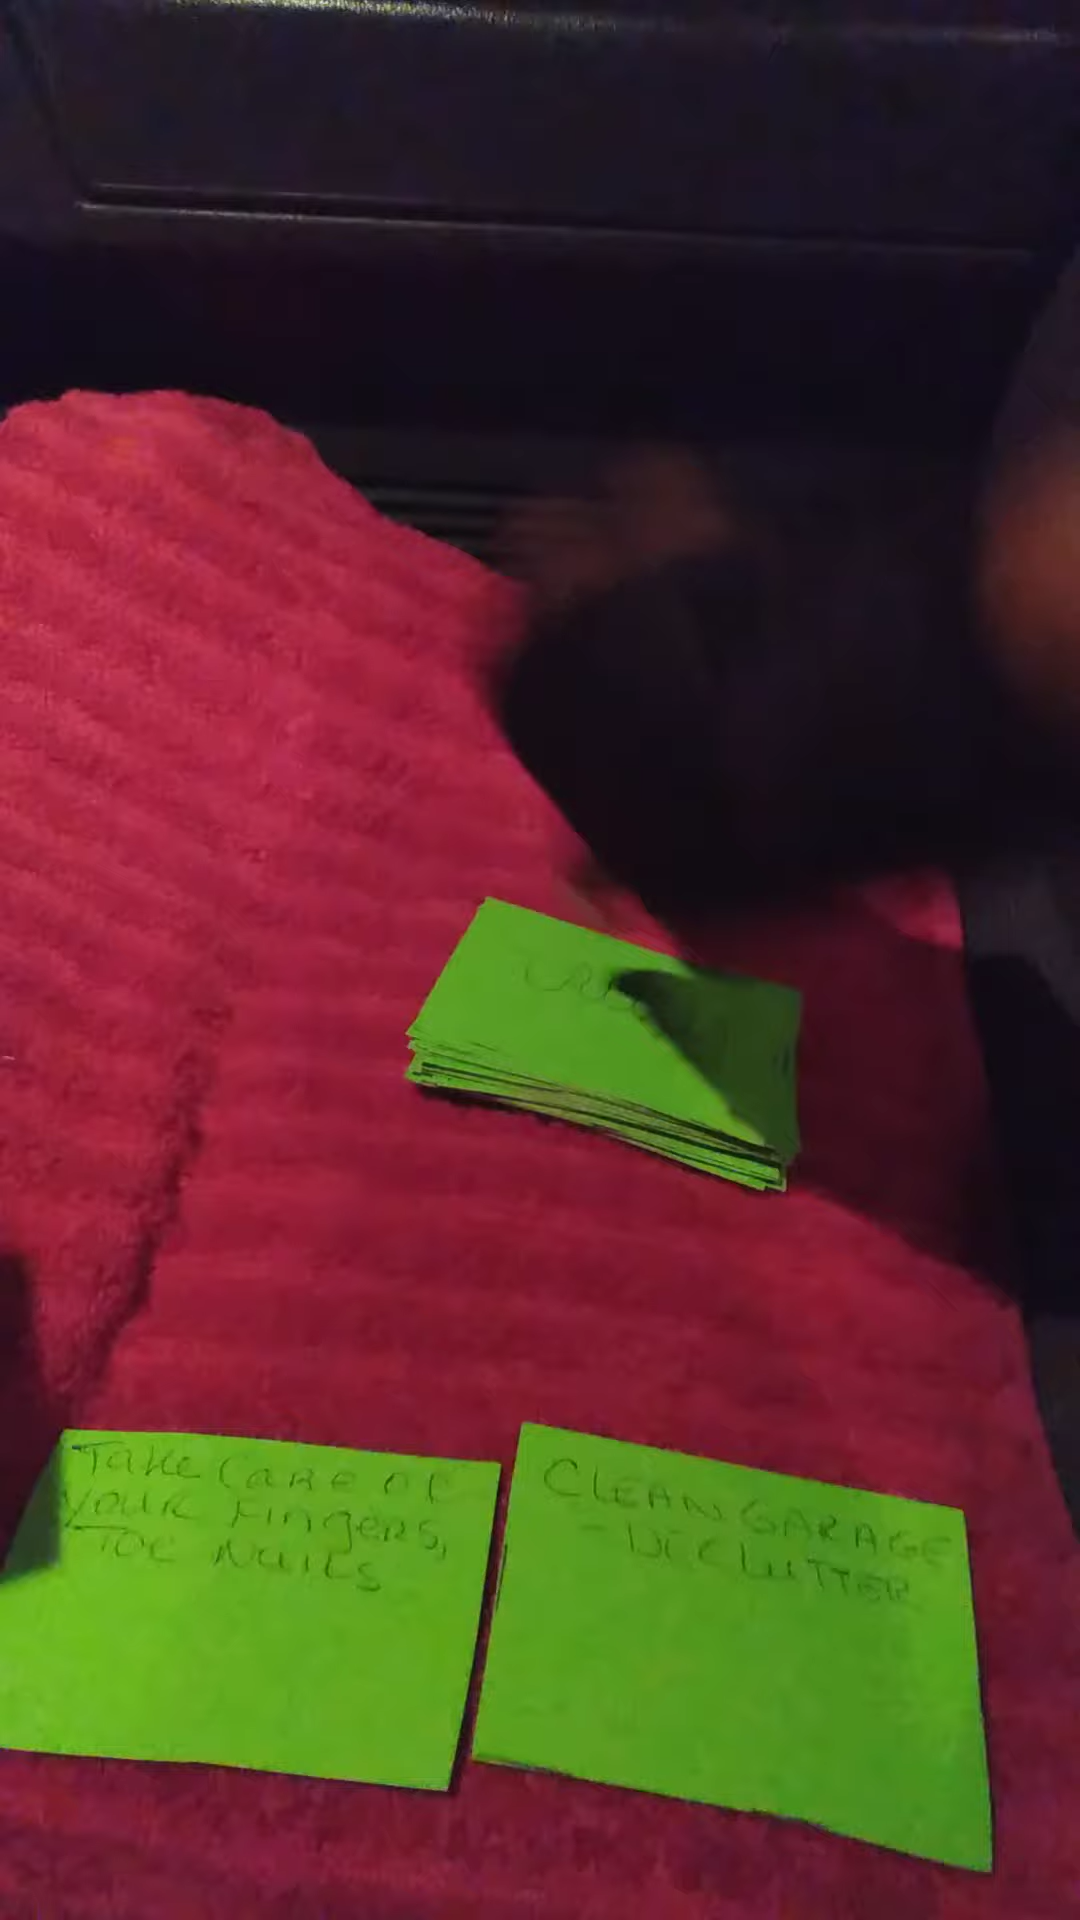 Take Care of
your Fingers,
Toe Nails
CLEAN GARAGE
- DECLUTTER